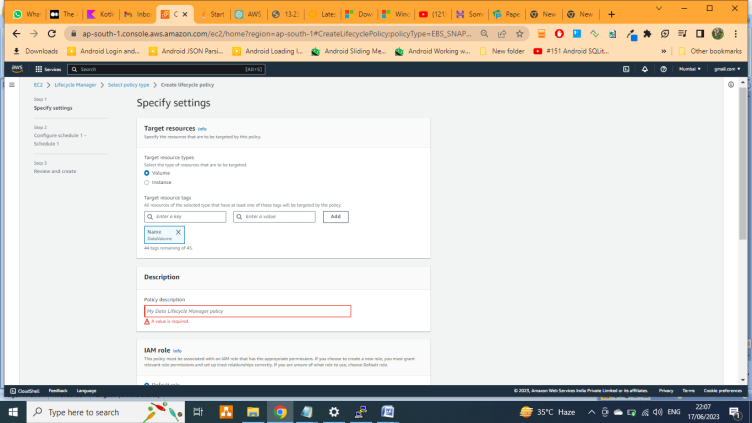 Wha
The
Kotl
Inbo
C
Start
AWS
13.23
Lates
Dow
Winc
(121
Som
Pape
New
New
ap-south-1.console.aws.amazon.com/ec2/home?region=ap-south-1#CreateLifecyclePolicy:policyType=EBS_SNAP...
Downloads
Android Login and...
Android JSON Parsi...
Android Loading I...
Android Sliding Me...
Android Working w...
New folder
#151 Android SQLit...
»
Other bookmarks
aws
Services
Search
[Alt+S]
Mumbai
gmail.com
EC2 > Lifecycle Manager > Select policy type > Create lifecycle policy
Step 1
Specify settings
Step 2
Configure schedule 1 -
Schedule 1
Step 3
Review and create
Specify settings
Target resources Info
Specify the resources that are to be targeted by this policy.
Target resource types
Select the type of resources that are to be targeted.
Volume
Instance
Target resource tags
All resources of the selected type that have at least one of these tags will be targeted by the policy.
Enter a key
Enter a value
Add
Name
DataVolume
44 tags remaining of 45.
Description
Policy description
My Data Lifecycle Manager policy
A value is required.
IAM role Info
This policy must be associated with an IAM role that has the appropriate permissions. If you choose to create a new role, you must grant
relevant role permissions and set up trust relationships correctly. If you are unsure of what role to use, choose Default role.
Default role
CloudShell
Feedback
Language
© 2023, Amazon Web Services India Private Limited or its affiliates.
Privacy
Terms
Cookie preferences
Type here to search
35°C Haze
ENG
22:07
17/06/2023